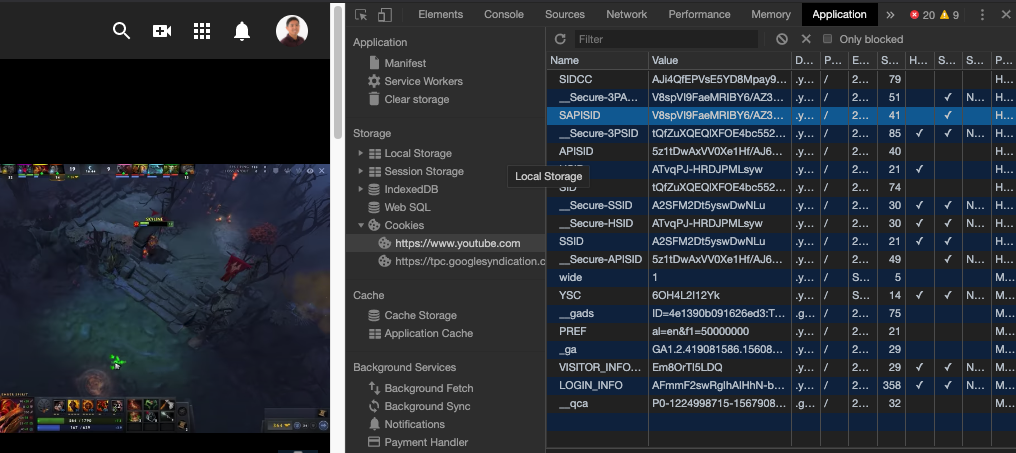 Elements Console Sources Network Performance Memory Application » 20 9
Application
Manifest
Service Workers
Clear storage
Storage
Local Storage
Session Storage
IndexedDB
Web SQL
Cookies
https://www.youtube.com
https://tpc.googlesyndication.c
Cache
Cache Storage
Application Cache
Background Services
Background Fetch
Background Sync
Notifications
Payment Handler
Local Storage
Filter Only blocked
Name Value D... P... E... S... H... S... S... P...
SIDCC AJi4QfEPVsE5YD8Mpay9... .y... / 2... 79 H...
__Secure-3PA... V8spVI9FaeMRIBY6/AZ3... .y... / 2... 51 ✓ N... H...
SAPISID V8spVI9FaeMRIBY6/AZ3... .y... / 2... 41 ✓ H...
__Secure-3PSID tQfZuXQEQlXFOE4bc552... .y... / 2... 85 ✓ ✓ N... H...
APISID 5z1tDwAxVV0Xe1Hf/AJ6... .y... / 2... 40 H...
ATvqPJ-HRDJPMLsyw .y... / 2... 21 ✓ H...
SID tQfZuXQEQlXFOE4bc552... .y... / 2... 74 H...
__Secure-SSID A2SFM2Dt5yswDwNLu .y... / 2... 30 ✓ ✓ N... H...
__Secure-HSID ATvqPJ-HRDJPMLsyw .y... / 2... 30 ✓ ✓ N... H...
SSID A2SFM2Dt5yswDwNLu .y... / 2... 21 ✓ ✓ H...
__Secure-APISID 5z1tDwAxVV0Xe1Hf/AJ6... .y... / 2... 49 ✓ N... H...
wide 1 .y... / S... 5 M...
YSC 6OH4L2l12Yk .y... / S... 14 ✓ ✓ N... M...
__gads ID=4e1390b091626ed3:T... .g... / 2... 75 M...
PREF al=en&f1=50000000 .y... / 2... 21 M...
_ga GA1.2.419081586.15608... .y... / 2... 29 M...
VISITOR_INFO... Em8OrTl5LDQ .y... / 2... 29 ✓ ✓ N... M...
LOGIN_INFO AFmmF2swRglhAIHhN-b... .y... / 2... 358 ✓ ✓ N... M...
__qca P0-1224998715-1567908... .g... / 2... 32 M...
19 9
SKYLINE